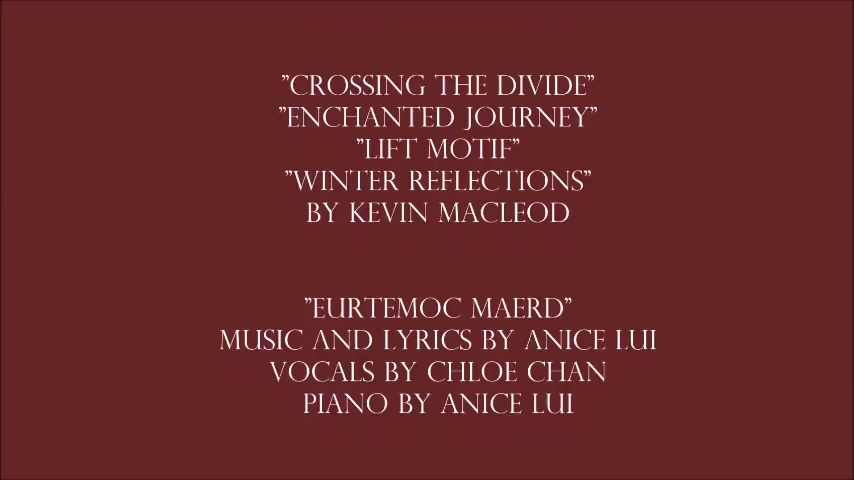 "CROSSING THE DIVIDE"
"ENCHANTED JOURNEY"
"LIFT MOTIF"
"WINTER REFLECTIONS"
BY KEVIN MACLEOD
"EURTEMOC MAERD"
MUSIC AND LYRICS BY ANICE LUI
VOCALS BY CHLOE CHAN
PIANO BY ANICE LUI